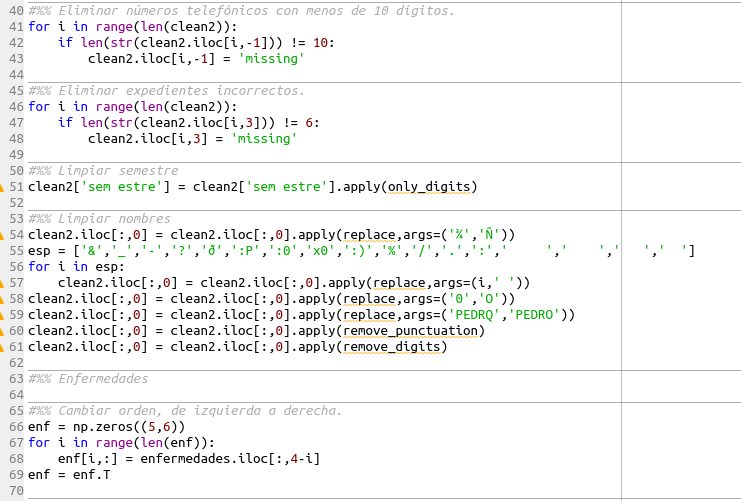 40 #%% Eliminar números telefónicos con menos de 10 dígitos.
41 for i in range(len(clean2)):
42     if len(str(clean2.iloc[i,-1])) != 10:
43         clean2.iloc[i,-1] = 'missing'
44
45 #%% Eliminar expedientes incorrectos.
46 for i in range(len(clean2)):
47     if len(str(clean2.iloc[i,3])) != 6:
48         clean2.iloc[i,3] = 'missing'
49
50 #%% Limpiar semestre
51 clean2['sem estre'] = clean2['sem estre'].apply(only_digits)
52
53 #%% Limpiar nombres
54 clean2.iloc[:,0] = clean2.iloc[:,0].apply(replace,args=('¾','Ñ'))
55 esp = ['&','_','-','?','ð',':P',':0','x0',':)','%','/','.',':','     ','    ','   ','  ']
56 for i in esp:
57     clean2.iloc[:,0] = clean2.iloc[:,0].apply(replace,args=(i,' '))
58 clean2.iloc[:,0] = clean2.iloc[:,0].apply(replace,args=('0','O'))
59 clean2.iloc[:,0] = clean2.iloc[:,0].apply(replace,args=('PEDRQ','PEDRO'))
60 clean2.iloc[:,0] = clean2.iloc[:,0].apply(remove_punctuation)
61 clean2.iloc[:,0] = clean2.iloc[:,0].apply(remove_digits)
62
63 #%% Enfermedades
64
65 #%% Cambiar orden, de izquierda a derecha.
66 enf = np.zeros((5,6))
67 for i in range(len(enf)):
68     enf[i,:] = enfermedades.iloc[:,4-i]
69 enf = enf.T
70